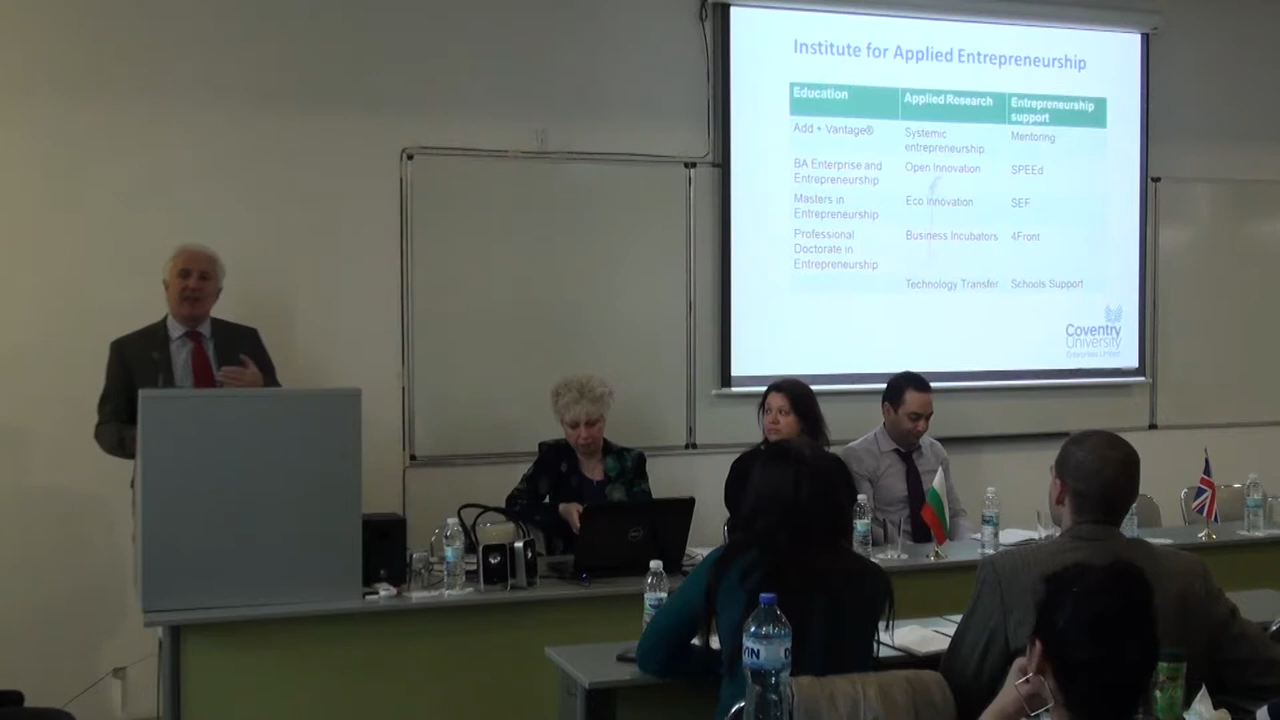 Institute for Applied Entrepreneurship
Education
Applied Research
Entrepreneurship
support
Add + Vantage®
Systemic
entrepreneurship
Mentoring
BA Enterprise and
Entrepreneurship
Open Innovation
SPEEd
Masters in
Entrepreneurship
Eco innovation
SEF
Professional
Doctorate in
Entrepreneurship
Business Incubators
4Front
Technology Transfer
Schools Support
Coventry
University
Enterprises Limited